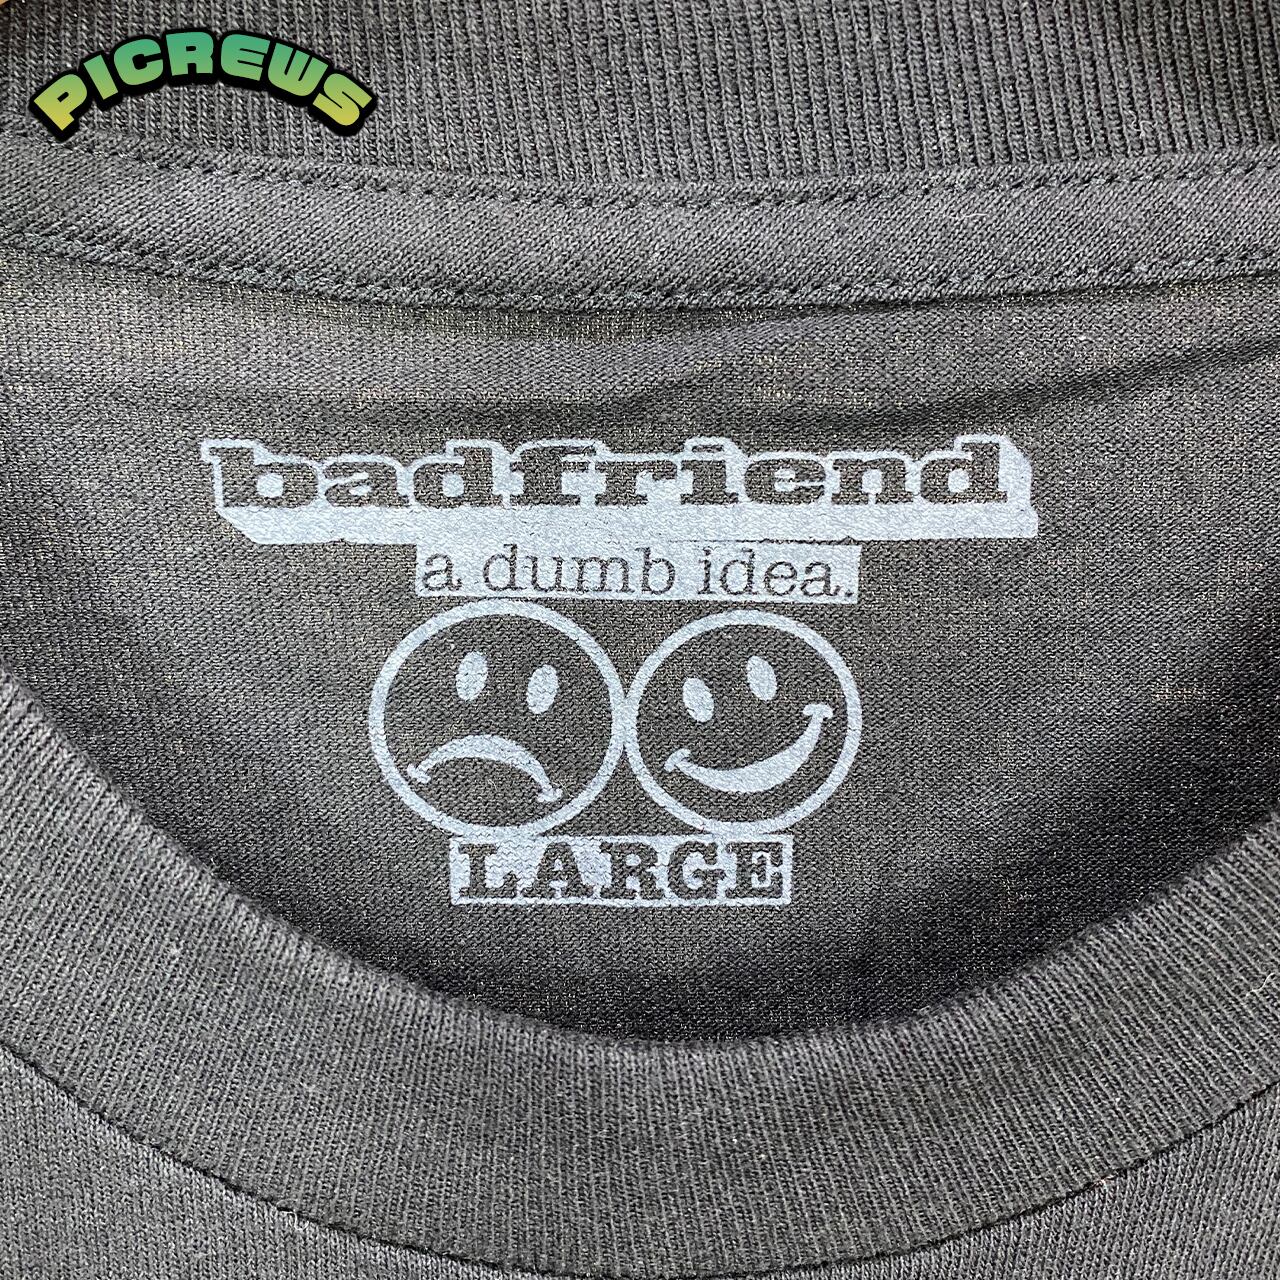 PICREWS
badfriend
a dumb idea.
LARGE